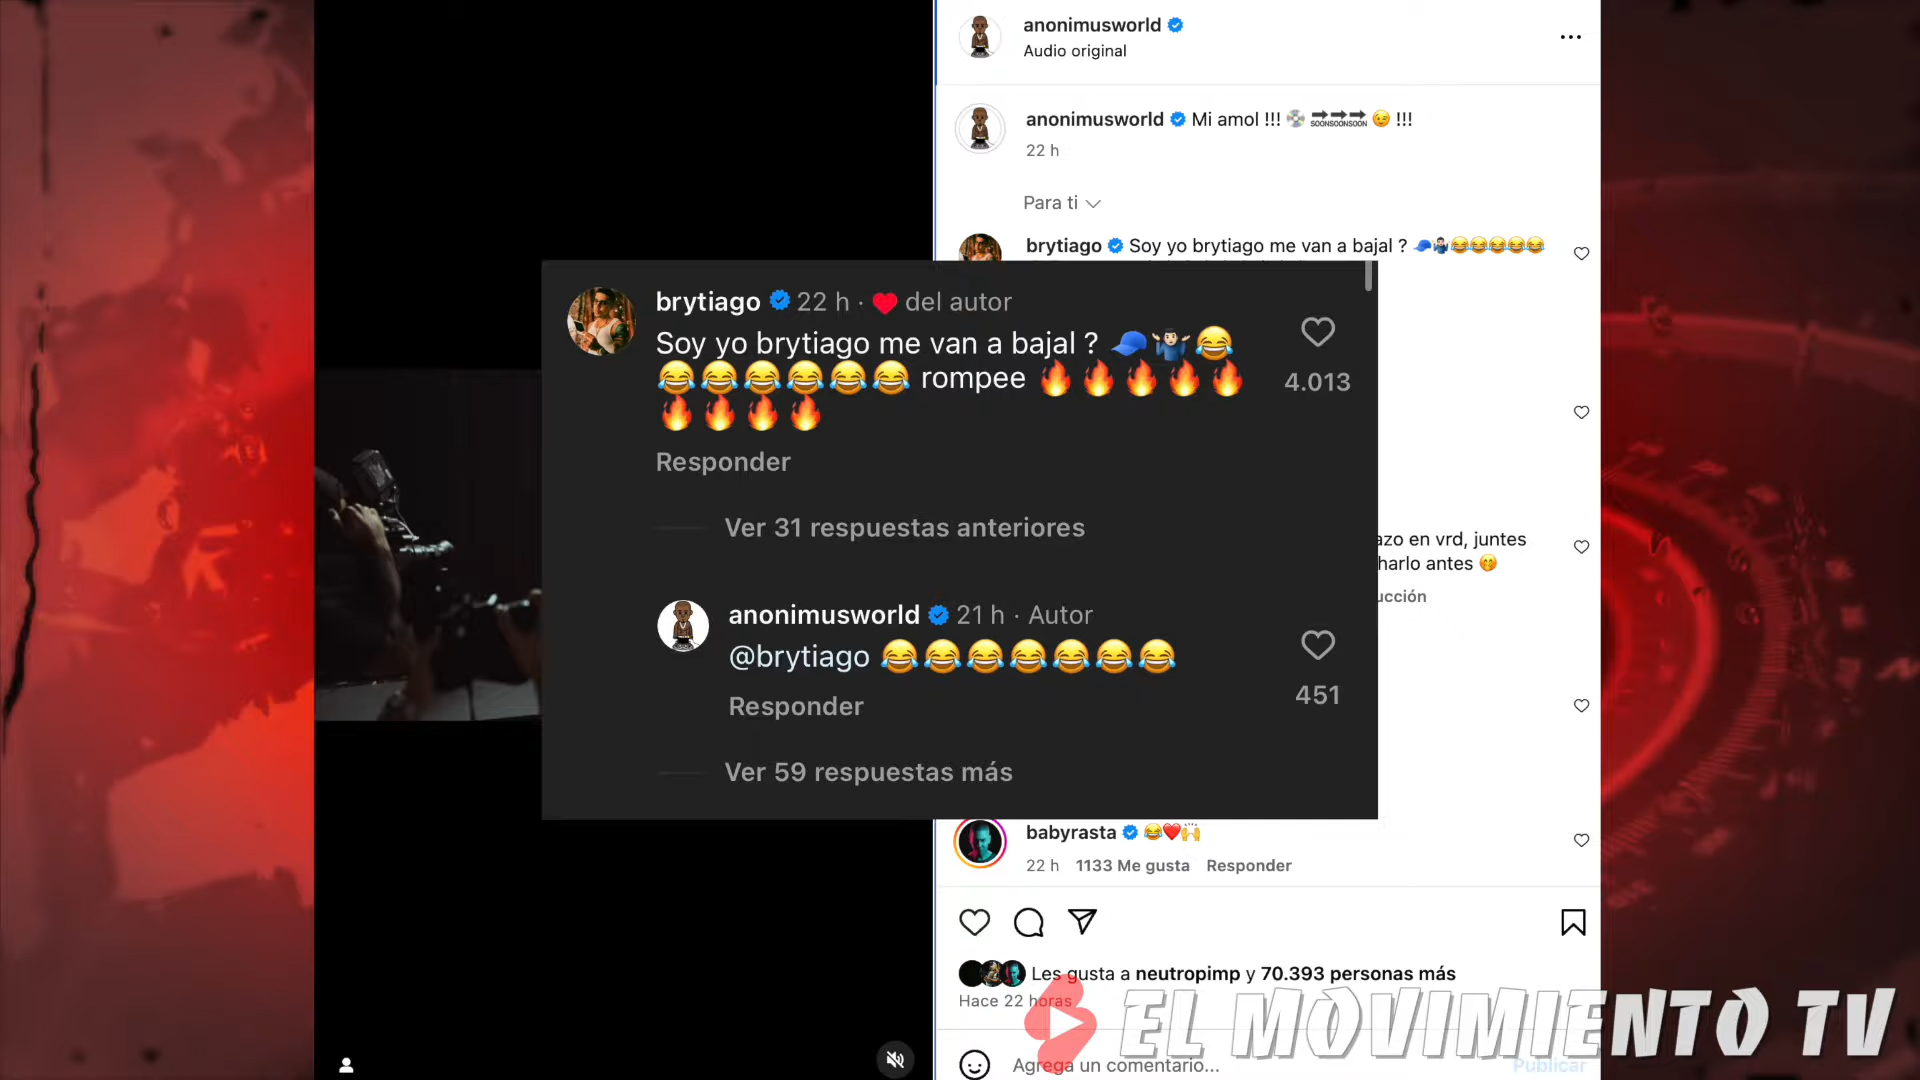 anonimusworld
Audio original
anonimusworld Mi amol !!! 💿 🔜🔜🔜 😉 !!!
22 h
Para ti
brytiago Soy yo brytiago me van a bajal ? 🧢🤷🏻‍♂️😂😂😂😂😂
brytiago 22 h · ❤️ del autor
Soy yo brytiago me van a bajal ? 🧢🤷🏻‍♂️😂
😂😂😂😂😂😂 rompee 🔥🔥🔥🔥🔥
🔥🔥🔥🔥
4.013
Responder
Ver 31 respuestas anteriores
anonimusworld 21 h · Autor
@brytiago 😂😂😂😂😂😂😂
451
Responder
Ver 59 respuestas más
azo en vrd, juntes
harlo antes 🤭
ucción
babyrasta 😂❤️🙌
22 h 1133 Me gusta Responder
Les gusta a neutropimp y 70.393 personas más
Hace 22 horas
EL MOVIMIENTO TV
Agrega un comentario...
Publicar